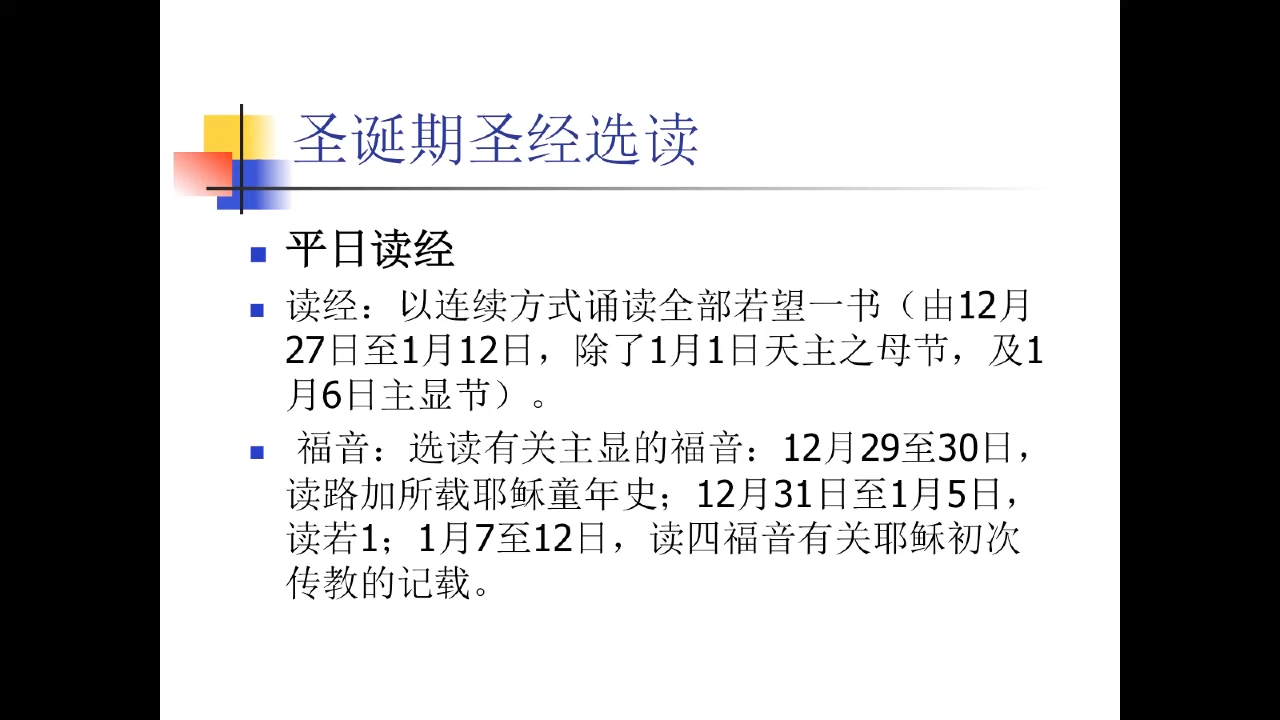 圣诞期圣经选读
平日读经
读经：以连续方式诵读全部若望一书（由12月
27日至1月12日，除了1月1日天主之母节，及1
月6日主显节）。
福音：选读有关主显的福音：12月29至30日，
读路加所载耶稣童年史；12月31日至1月5日，
读若1；1月7至12日，读四福音有关耶稣初次
传教的记载。